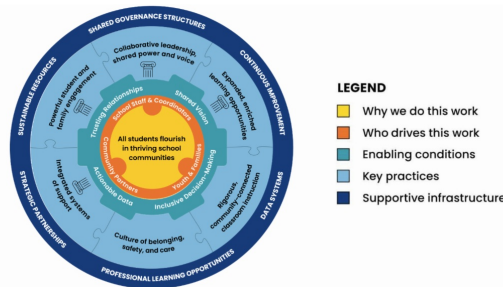 SHARED GOVERNANCE STRUCTURES
CONTINUOUS IMPROVEMENT
DATA SYSTEMS
PROFESSIONAL LEARNING OPPORTUNITIES
STRATEGIC PARTNERSHIPS
SUSTAINABLE RESOURCES
Collaborative leadership,
shared power and voice
Expanded, enriched
learning opportunities
Rigorous,
community-connected
classroom instruction
Culture of belonging,
safety, and care
Integrated systems
of support
Powerful student and
family engagement
Trusting Relationships
Shared Vision
Inclusive Decision-Making
Actionable Data
School Staff & Coordinators
Youth & Families
Community Partners
All students flourish
in thriving school
communities
LEGEND
Why we do this work
Who drives this work
Enabling conditions
Key practices
Supportive infrastructure